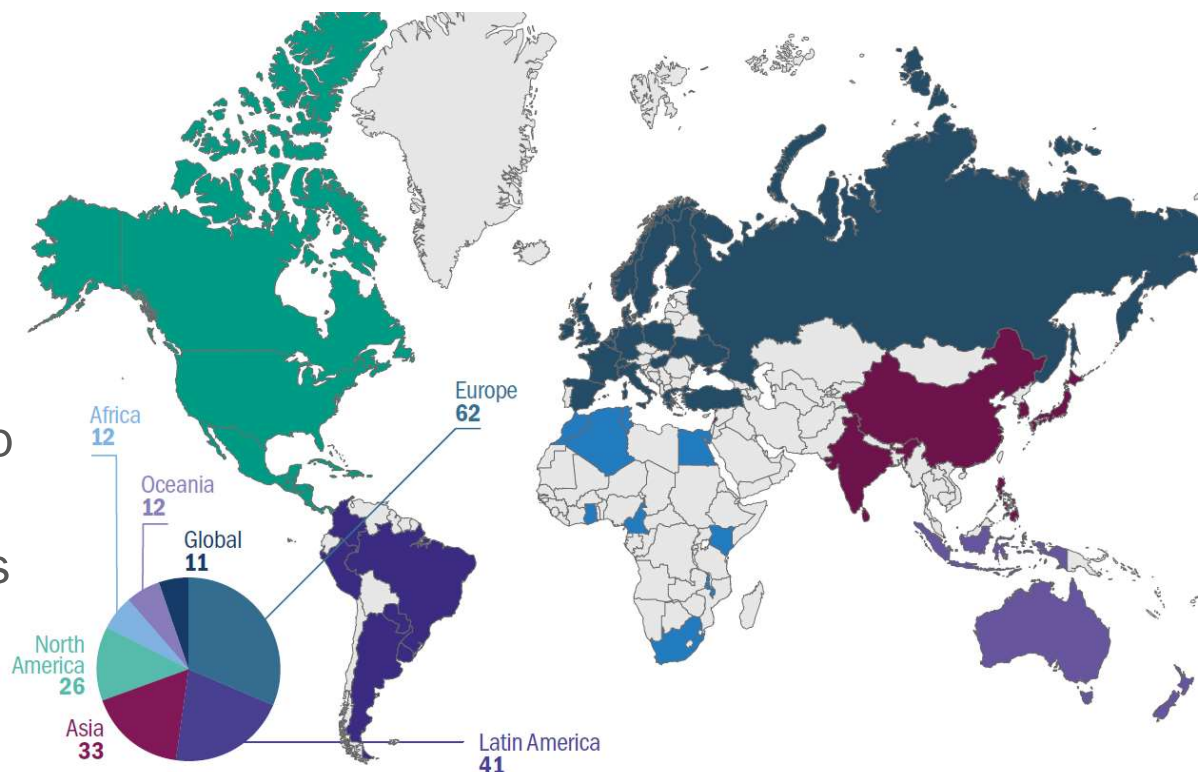 Europe
62
Africa
12
Oceania
12
Global
11
North
America
26
Asia
33
Latin America
41